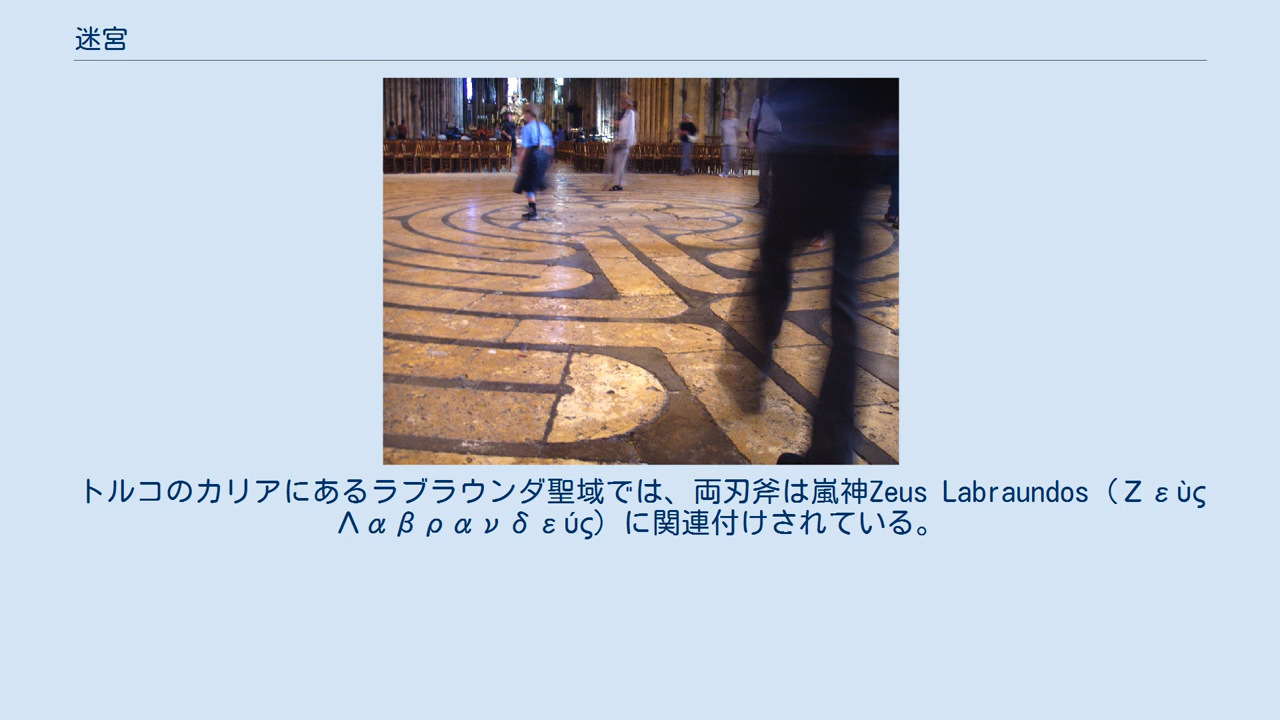 迷宮
トルコのカリアにあるラブラウンダ聖域では、両刃斧は嵐神Zeus Labraundos（Ζεὺς
Λαβρανδεύς）に関連付けされている。